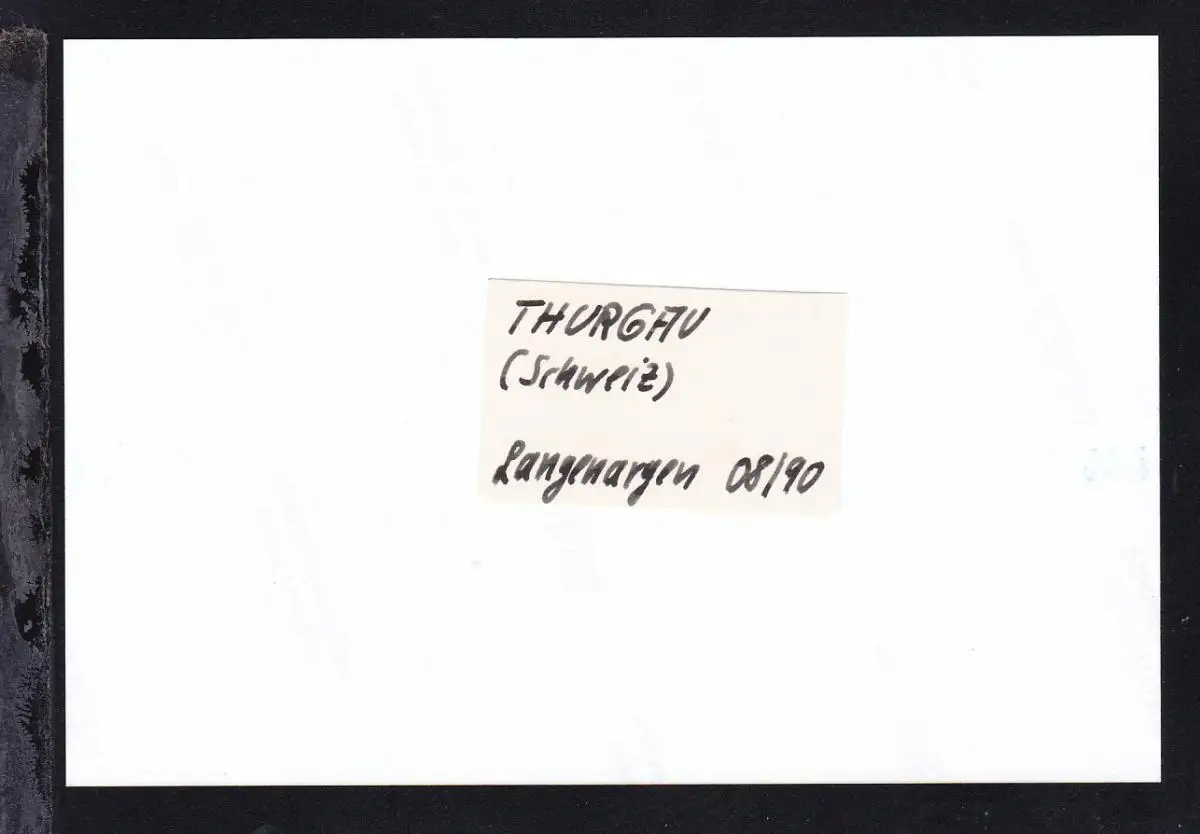 THURGAU
(Schweiz)
Langenargen 08/90